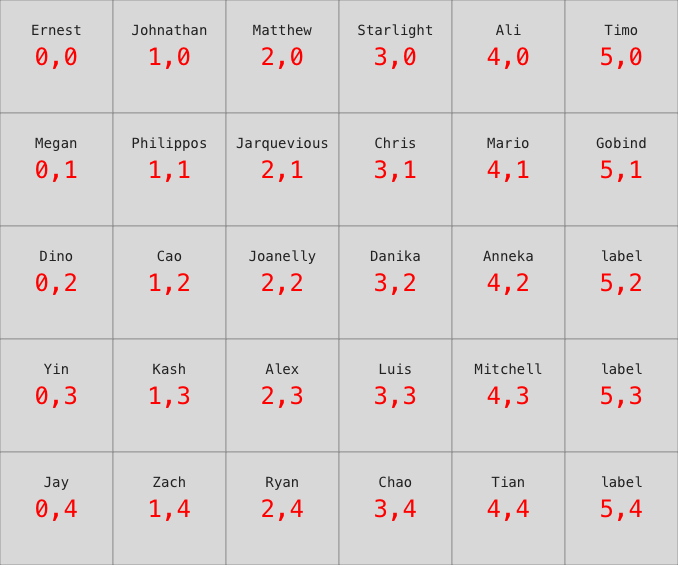 Ernest Johnathan Matthew Starlight Ali Timo
0,0 1,0 2,0 3,0 4,0 5,0
Megan Philippos Jarquevious Chris Mario Gobind
0,1 1,1 2,1 3,1 4,1 5,1
Dino Cao Joanelly Danika Anneka label
0,2 1,2 2,2 3,2 4,2 5,2
Yin Kash Alex Luis Mitchell label
0,3 1,3 2,3 3,3 4,3 5,3
Jay Zach Ryan Chao Tian label
0,4 1,4 2,4 3,4 4,4 5,4